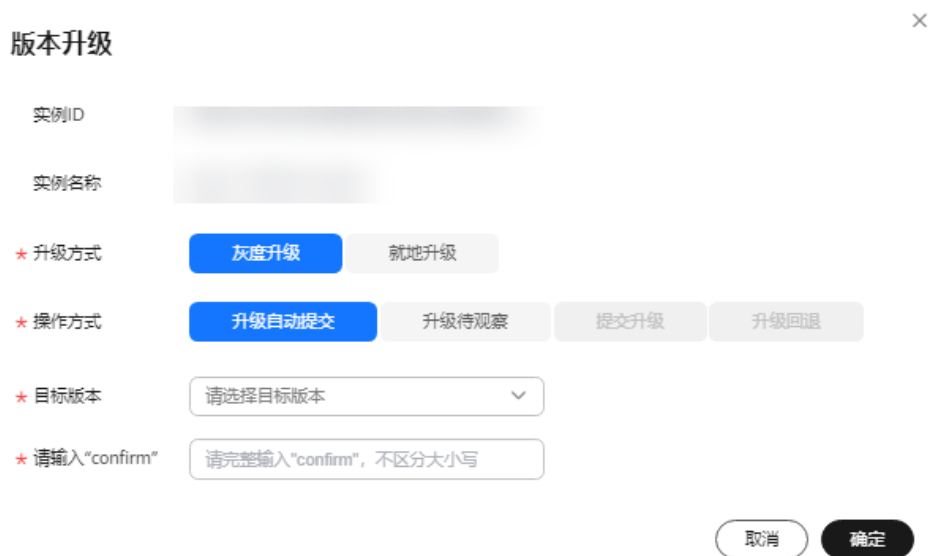 版本升级
实例ID
实例名称
* 升级方式 灰度升级 就地升级
* 操作方式 升级自动提交 升级待观察 提交升级 升级回退
* 目标版本 请选择目标版本
* 请输入“confirm” 请完整输入"confirm"，不区分大小写
取消 确定